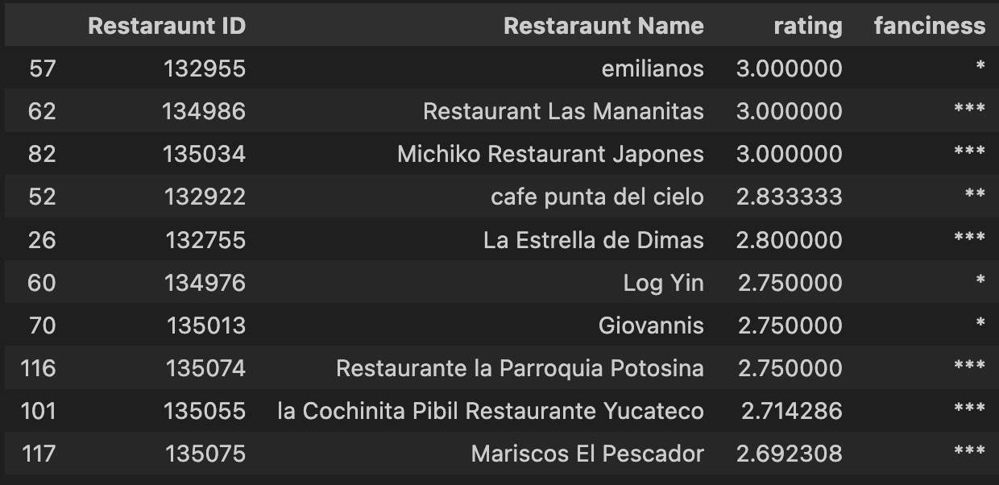 Restaraunt ID Restaraunt Name rating fanciness
57 132955 emilianos 3.000000 *
62 134986 Restaurant Las Mananitas 3.000000 ***
82 135034 Michiko Restaurant Japones 3.000000 ***
52 132922 cafe punta del cielo 2.833333 **
26 132755 La Estrella de Dimas 2.800000 ***
60 134976 Log Yin 2.750000 *
70 135013 Giovannis 2.750000 *
116 135074 Restaurante la Parroquia Potosina 2.750000 ***
101 135055 la Cochinita Pibil Restaurante Yucateco 2.714286 ***
117 135075 Mariscos El Pescador 2.692308 ***